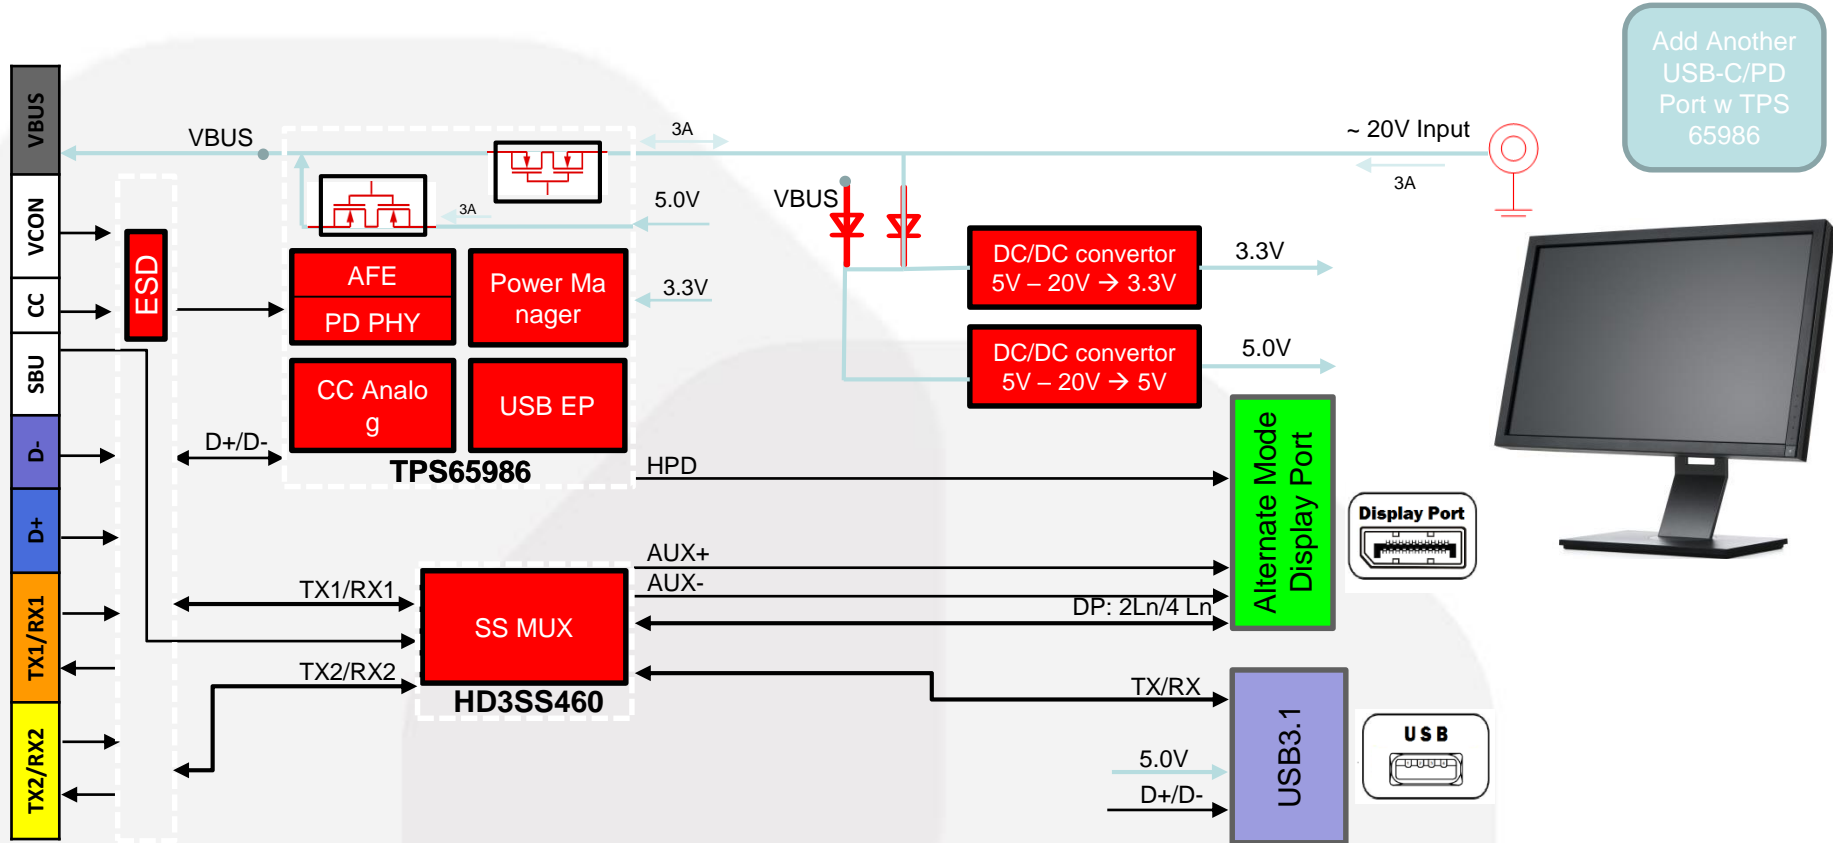 Add Another
USB-C/PD
Port w TPS
65986
VBUS
VCON
CC
SBU
D-
D+
TX1/RX1
TX2/RX2
ESD
VBUS
3A
~ 20V Input
3A
3A
5.0V
VBUS
AFE
PD PHY
Power Ma
nager
3.3V
CC Analo
g
USB EP
D+/D-
TPS65986
DC/DC convertor
5V – 20V → 3.3V
3.3V
DC/DC convertor
5V – 20V → 5V
5.0V
HPD
AUX+
AUX-
DP: 2Ln/4 Ln
Alternate Mode
Display Port
Display Port
TX1/RX1
SS MUX
TX2/RX2
HD3SS460
TX/RX
5.0V
D+/D-
USB3.1
USB